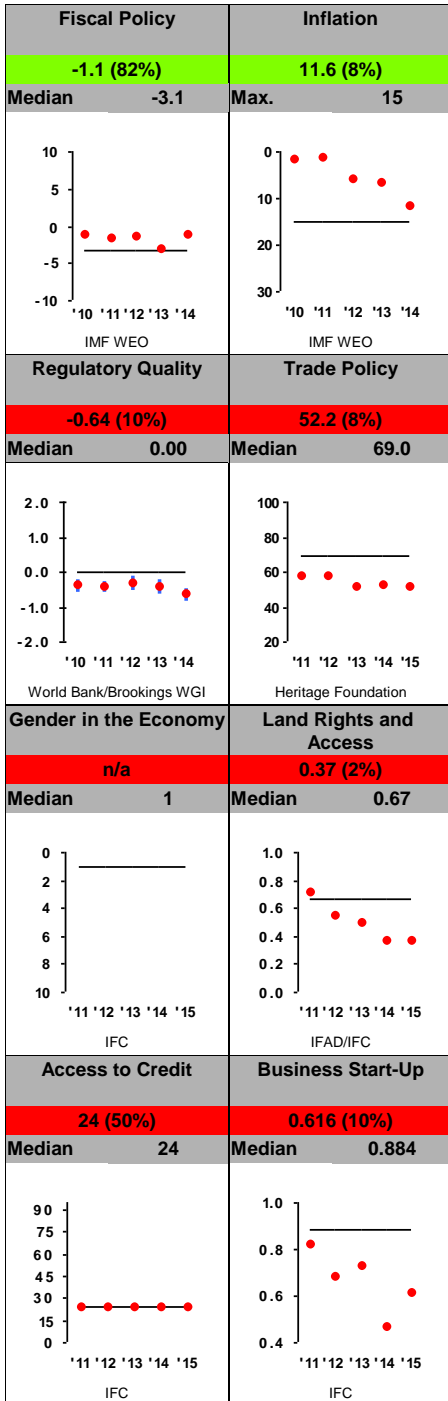 Fiscal Policy
-1.1 (82%)
Median -3.1
10
5
0
-5
-10
'10 '11 '12 '13 '14
IMF WEO
Inflation
11.6 (8%)
Max. 15
0
10
20
30
'10 '11 '12 '13 '14
IMF WEO
Regulatory Quality
-0.64 (10%)
Median 0.00
2.0
1.0
0.0
-1.0
-2.0
'10 '11 '12 '13 '14
World Bank/Brookings WGI
Trade Policy
52.2 (8%)
Median 69.0
100
80
60
40
20
'11 '12 '13 '14 '15
Heritage Foundation
Gender in the Economy
n/a
Median 1
0
2
4
6
8
10
'11 '12 '13 '14 '15
IFC
Land Rights and
Access
0.37 (2%)
Median 0.67
1.0
0.8
0.6
0.4
0.2
0.0
'11 '12 '13 '14 '15
IFAD/IFC
Access to Credit
24 (50%)
Median 24
90
75
60
45
30
15
0
'11 '12 '13 '14 '15
IFC
Business Start-Up
0.616 (10%)
Median 0.884
1.0
0.8
0.6
0.4
'11 '12 '13 '14 '15
IFC